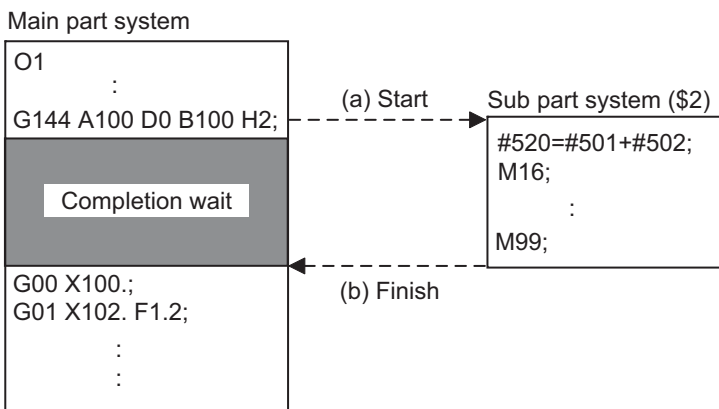 Main part system
O1
:
G144 A100 D0 B100 H2;
(a) Start
Sub part system ($2)
#520=#501+#502;
M16;
:
M99;
Completion wait
(b) Finish
G00 X100.;
G01 X102. F1.2;
:
: